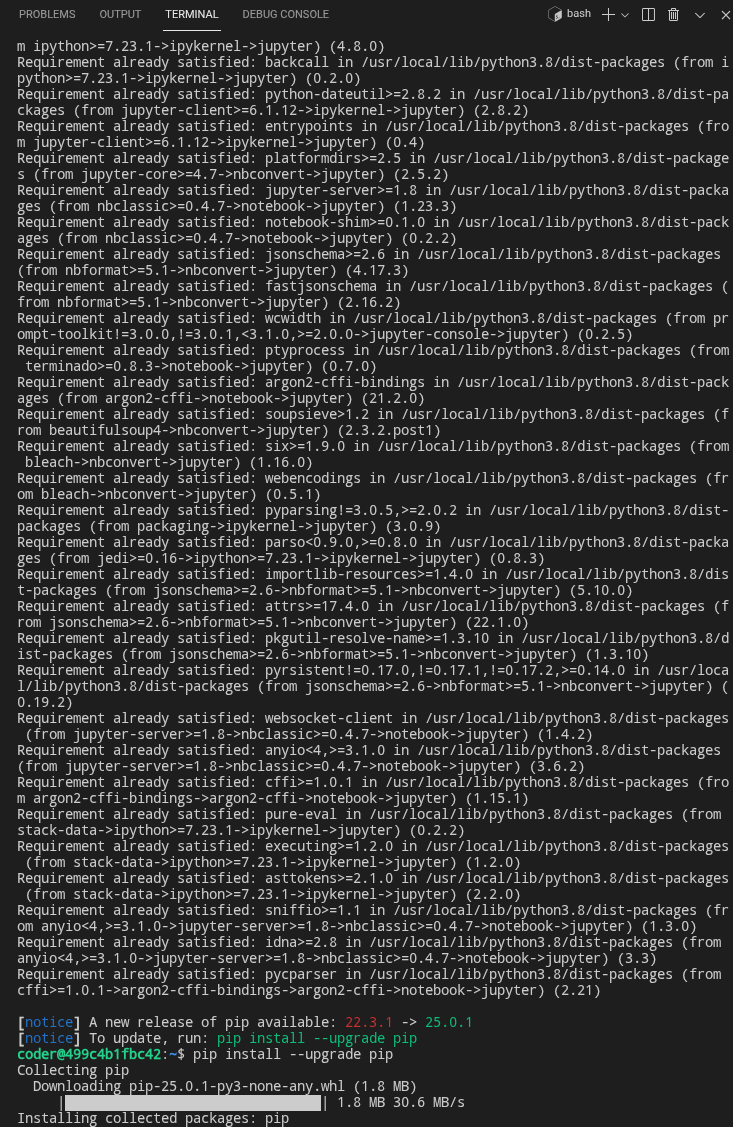 PROBLEMS OUTPUT TERMINAL DEBUG CONSOLE bash
m ipython>=7.23.1->ipykernel->jupyter) (4.8.0)
Requirement already satisfied: backcall in /usr/local/lib/python3.8/dist-packages (from i
python>=7.23.1->ipykernel->jupyter) (0.2.0)
Requirement already satisfied: python-dateutil>=2.8.2 in /usr/local/lib/python3.8/dist-pa
ckages (from jupyter-client>=6.1.12->ipykernel->jupyter) (2.8.2)
Requirement already satisfied: entrypoints in /usr/local/lib/python3.8/dist-packages (fro
m jupyter-client>=6.1.12->ipykernel->jupyter) (0.4)
Requirement already satisfied: platformdirs>=2.5 in /usr/local/lib/python3.8/dist-package
s (from jupyter-core>=4.7->nbconvert->jupyter) (2.5.2)
Requirement already satisfied: jupyter-server>=1.8 in /usr/local/lib/python3.8/dist-packa
ges (from nbclassic>=0.4.7->notebook->jupyter) (1.23.3)
Requirement already satisfied: notebook-shim>=0.1.0 in /usr/local/lib/python3.8/dist-pack
ages (from nbclassic>=0.4.7->notebook->jupyter) (0.2.2)
Requirement already satisfied: jsonschema>=2.6 in /usr/local/lib/python3.8/dist-packages
(from nbformat>=5.1->nbconvert->jupyter) (4.17.3)
Requirement already satisfied: fastjsonschema in /usr/local/lib/python3.8/dist-packages (
from nbformat>=5.1->nbconvert->jupyter) (2.16.2)
Requirement already satisfied: wcwidth in /usr/local/lib/python3.8/dist-packages (from pr
ompt-toolkit!=3.0.0,!=3.0.1,<3.1.0,>=2.0.0->jupyter-console->jupyter) (0.2.5)
Requirement already satisfied: ptyprocess in /usr/local/lib/python3.8/dist-packages (from
 terminado>=0.8.3->notebook->jupyter) (0.7.0)
Requirement already satisfied: argon2-cffi-bindings in /usr/local/lib/python3.8/dist-pack
ages (from argon2-cffi->notebook->jupyter) (21.2.0)
Requirement already satisfied: soupsieve>1.2 in /usr/local/lib/python3.8/dist-packages (f
rom beautifulsoup4->nbconvert->jupyter) (2.3.2.post1)
Requirement already satisfied: six>=1.9.0 in /usr/local/lib/python3.8/dist-packages (from
 bleach->nbconvert->jupyter) (1.16.0)
Requirement already satisfied: webencodings in /usr/local/lib/python3.8/dist-packages (fr
om bleach->nbconvert->jupyter) (0.5.1)
Requirement already satisfied: pyparsing!=3.0.5,>=2.0.2 in /usr/local/lib/python3.8/dist-
packages (from packaging->ipykernel->jupyter) (3.0.9)
Requirement already satisfied: parso<0.9.0,>=0.8.0 in /usr/local/lib/python3.8/dist-packa
ges (from jedi>=0.16->ipython>=7.23.1->ipykernel->jupyter) (0.8.3)
Requirement already satisfied: importlib-resources>=1.4.0 in /usr/local/lib/python3.8/dis
t-packages (from jsonschema>=2.6->nbformat>=5.1->nbconvert->jupyter) (5.10.0)
Requirement already satisfied: attrs>=17.4.0 in /usr/local/lib/python3.8/dist-packages (f
rom jsonschema>=2.6->nbformat>=5.1->nbconvert->jupyter) (22.1.0)
Requirement already satisfied: pkgutil-resolve-name>=1.3.10 in /usr/local/lib/python3.8/d
ist-packages (from jsonschema>=2.6->nbformat>=5.1->nbconvert->jupyter) (1.3.10)
Requirement already satisfied: pyrsistent!=0.17.0,!=0.17.1,!=0.17.2,>=0.14.0 in /usr/loca
l/lib/python3.8/dist-packages (from jsonschema>=2.6->nbformat>=5.1->nbconvert->jupyter) (
0.19.2)
Requirement already satisfied: websocket-client in /usr/local/lib/python3.8/dist-packages
 (from jupyter-server>=1.8->nbclassic>=0.4.7->notebook->jupyter) (1.4.2)
Requirement already satisfied: anyio<4,>=3.1.0 in /usr/local/lib/python3.8/dist-packages
(from jupyter-server>=1.8->nbclassic>=0.4.7->notebook->jupyter) (3.6.2)
Requirement already satisfied: cffi>=1.0.1 in /usr/local/lib/python3.8/dist-packages (fro
m argon2-cffi-bindings->argon2-cffi->notebook->jupyter) (1.15.1)
Requirement already satisfied: pure-eval in /usr/local/lib/python3.8/dist-packages (from
stack-data->ipython>=7.23.1->ipykernel->jupyter) (0.2.2)
Requirement already satisfied: executing>=1.2.0 in /usr/local/lib/python3.8/dist-packages
 (from stack-data->ipython>=7.23.1->ipykernel->jupyter) (1.2.0)
Requirement already satisfied: asttokens>=2.1.0 in /usr/local/lib/python3.8/dist-packages
 (from stack-data->ipython>=7.23.1->ipykernel->jupyter) (2.2.0)
Requirement already satisfied: sniffio>=1.1 in /usr/local/lib/python3.8/dist-packages (fr
om anyio<4,>=3.1.0->jupyter-server>=1.8->nbclassic>=0.4.7->notebook->jupyter) (1.3.0)
Requirement already satisfied: idna>=2.8 in /usr/local/lib/python3.8/dist-packages (from
anyio<4,>=3.1.0->jupyter-server>=1.8->nbclassic>=0.4.7->notebook->jupyter) (3.3)
Requirement already satisfied: pycparser in /usr/local/lib/python3.8/dist-packages (from
cffi>=1.0.1->argon2-cffi-bindings->argon2-cffi->notebook->jupyter) (2.21)
[notice] A new release of pip available: 22.3.1 -> 25.0.1
[notice] To update, run: pip install --upgrade pip
coder@499c4b1fbc42:~$ pip install --upgrade pip
Collecting pip
  Downloading pip-25.0.1-py3-none-any.whl (1.8 MB)
     |████████████████████████████████| 1.8 MB 30.6 MB/s
Installing collected packages: pip